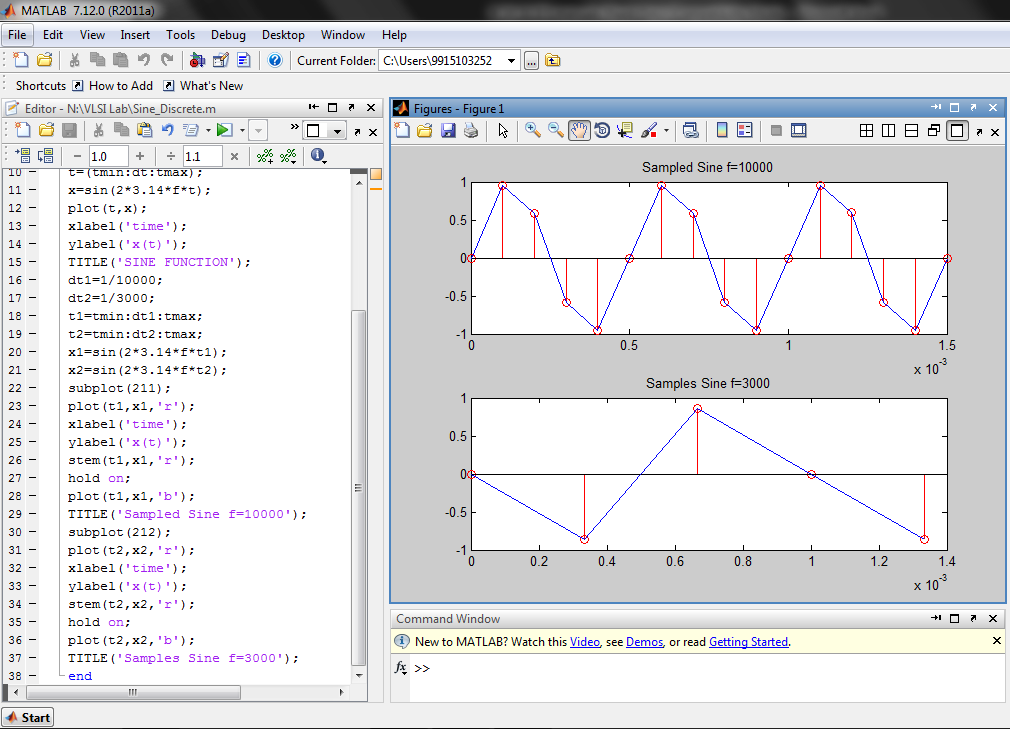 MATLAB 7.12.0 (R2011a)
File Edit View Insert Tools Debug Desktop Window Help
Current Folder: C:\Users\9915103252 ...
Shortcuts How to Add What's New
Editor - N:\VLSI Lab\Sine_Discrete.m
− 1.0 + ÷ 1.1 ×
10 − t=(tmin:dt:tmax);
11 − x=sin(2*3.14*f*t);
12 − plot(t,x);
13 − xlabel('time');
14 − ylabel('x(t)');
15 − TITLE('SINE FUNCTION');
16 − dt1=1/10000;
17 − dt2=1/3000;
18 − t1=tmin:dt1:tmax;
19 − t2=tmin:dt2:tmax;
20 − x1=sin(2*3.14*f*t1);
21 − x2=sin(2*3.14*f*t2);
22 − subplot(211);
23 − plot(t1,x1,'r');
24 − xlabel('time');
25 − ylabel('x(t)');
26 − stem(t1,x1,'r');
27 − hold on;
28 − plot(t1,x1,'b');
29 − TITLE('Sampled Sine f=10000');
30 − subplot(212);
31 − plot(t2,x2,'r');
32 − xlabel('time');
33 − ylabel('x(t)');
34 − stem(t2,x2,'r');
35 − hold on;
36 − plot(t2,x2,'b');
37 − TITLE('Samples Sine f=3000');
38 − end
Figures - Figure 1
Sampled Sine f=10000
1
0.5
0
-0.5
-1
0 0.5 1 1.5
x 10-3
Samples Sine f=3000
1
0.5
0
-0.5
-1
0 0.2 0.4 0.6 0.8 1 1.2 1.4
x 10-3
Command Window
New to MATLAB? Watch this Video, see Demos, or read Getting Started.
fx >>
Start